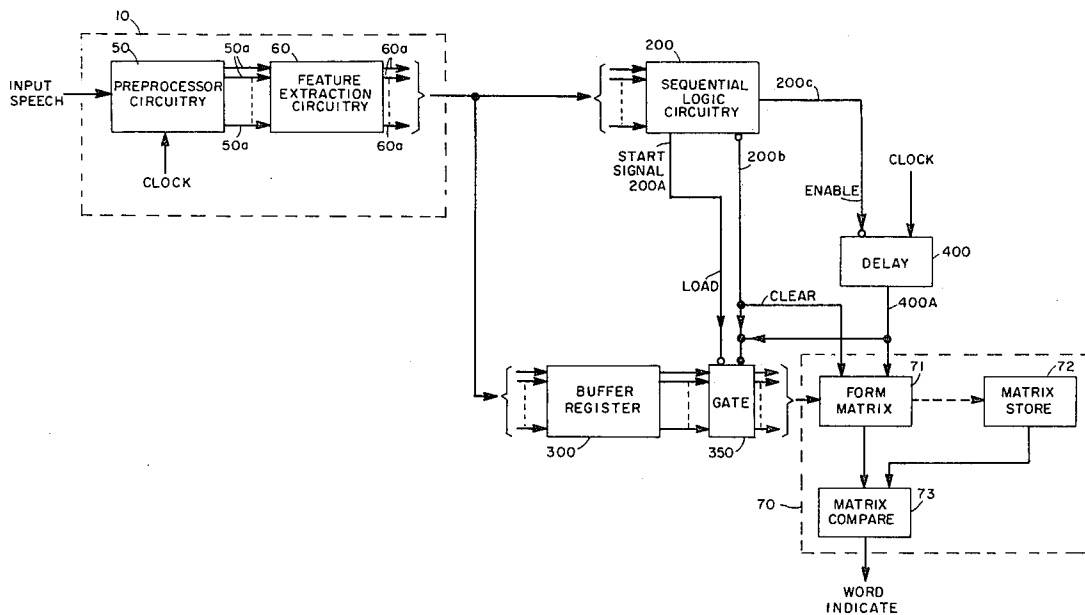 10
50
50a
60
60a
INPUT
SPEECH
PREPROCESSOR
CIRCUITRY
FEATURE
EXTRACTION
CIRCUITRY
50a
60a
CLOCK
200
SEQUENTIAL
LOGIC
CIRCUITRY
200c
START
SIGNAL
200A
200b
CLOCK
ENABLE
DELAY
400
LOAD
CLEAR
400A
BUFFER
REGISTER
300
GATE
350
71
FORM
MATRIX
72
MATRIX
STORE
70
73
MATRIX
COMPARE
WORD
INDICATE